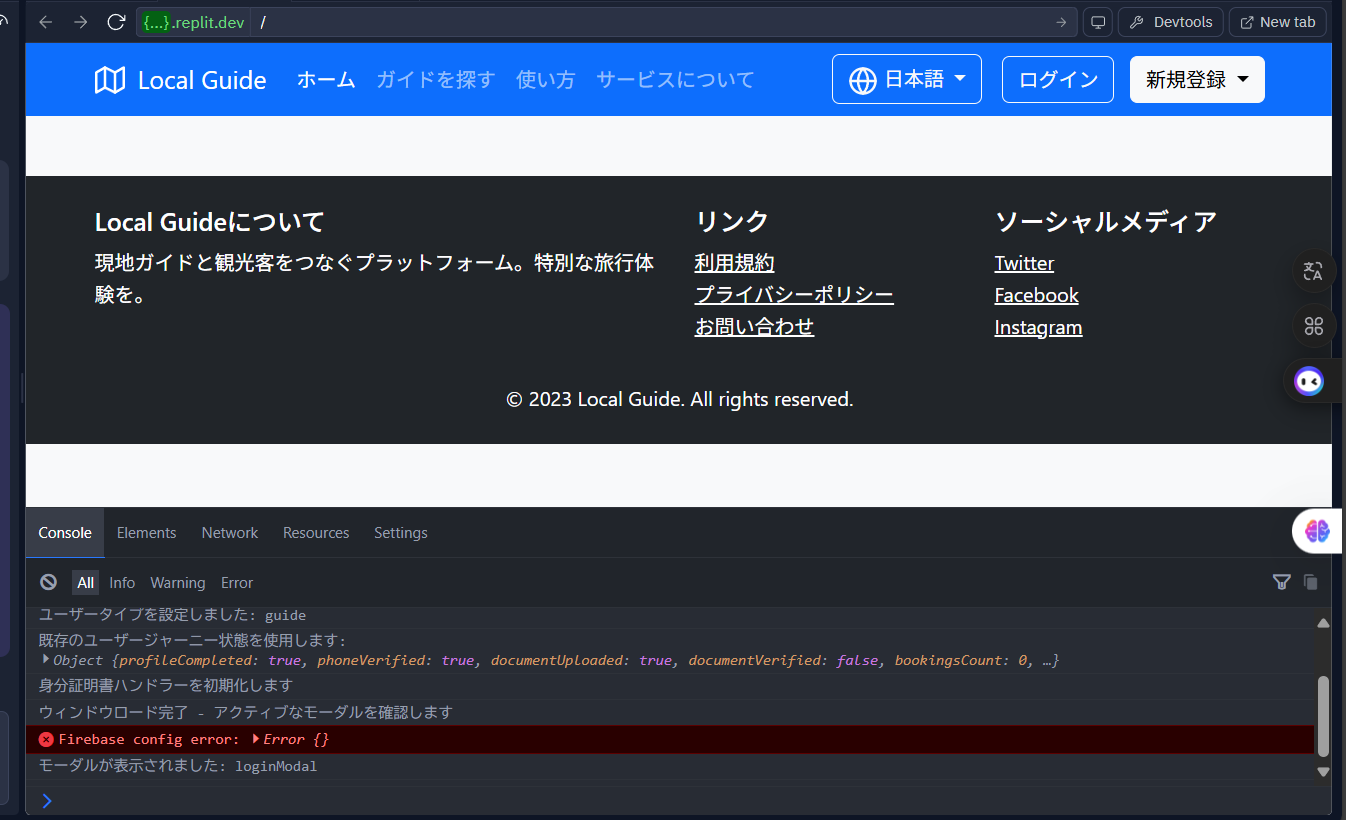 {...}.replit.dev /
Devtools
New tab
Local Guide ホーム ガイドを探す 使い方 サービスについて 日本語 ログイン 新規登録
Local Guideについて
現地ガイドと観光客をつなぐプラットフォーム。特別な旅行体
験を。
リンク
利用規約
プライバシーポリシー
お問い合わせ
ソーシャルメディア
Twitter
Facebook
Instagram
© 2023 Local Guide. All rights reserved.
Console Elements Network Resources Settings
All Info Warning Error
ユーザータイプを設定しました: guide
既存のユーザージャーニー状態を使用します:
Object {profileCompleted: true, phoneVerified: true, documentUploaded: true, documentVerified: false, bookingsCount: 0, …}
身分証明書ハンドラーを初期化します
ウィンドウロード完了 - アクティブなモーダルを確認します
Firebase config error: Error {}
モーダルが表示されました: loginModal